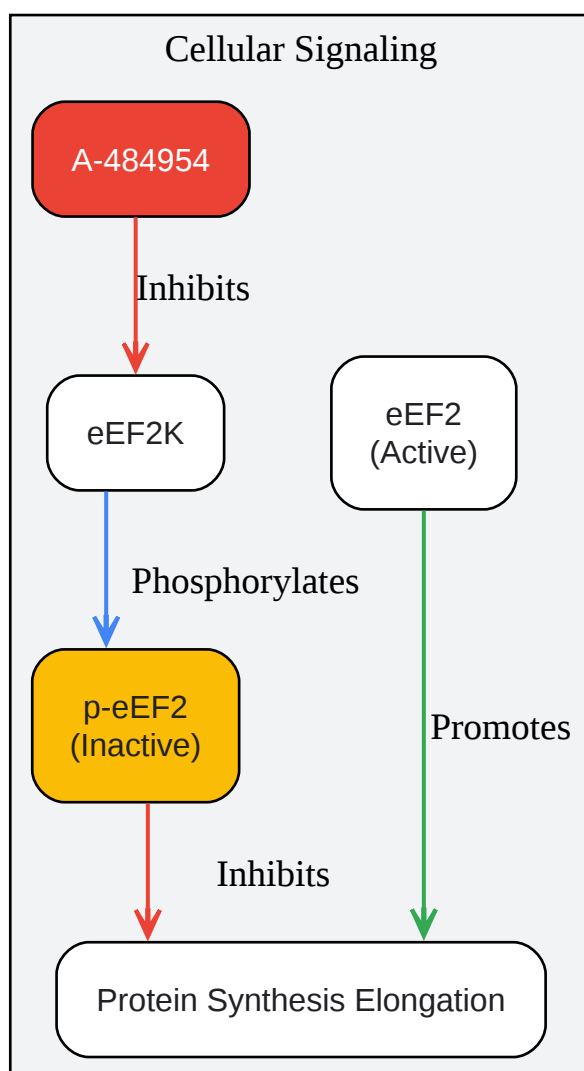 Cellular Signaling
A-484954
Inhibits
eEF2K
eEF2
(Active)
Phosphorylates
p-eEF2
(Inactive)
Promotes
Inhibits
Protein Synthesis Elongation